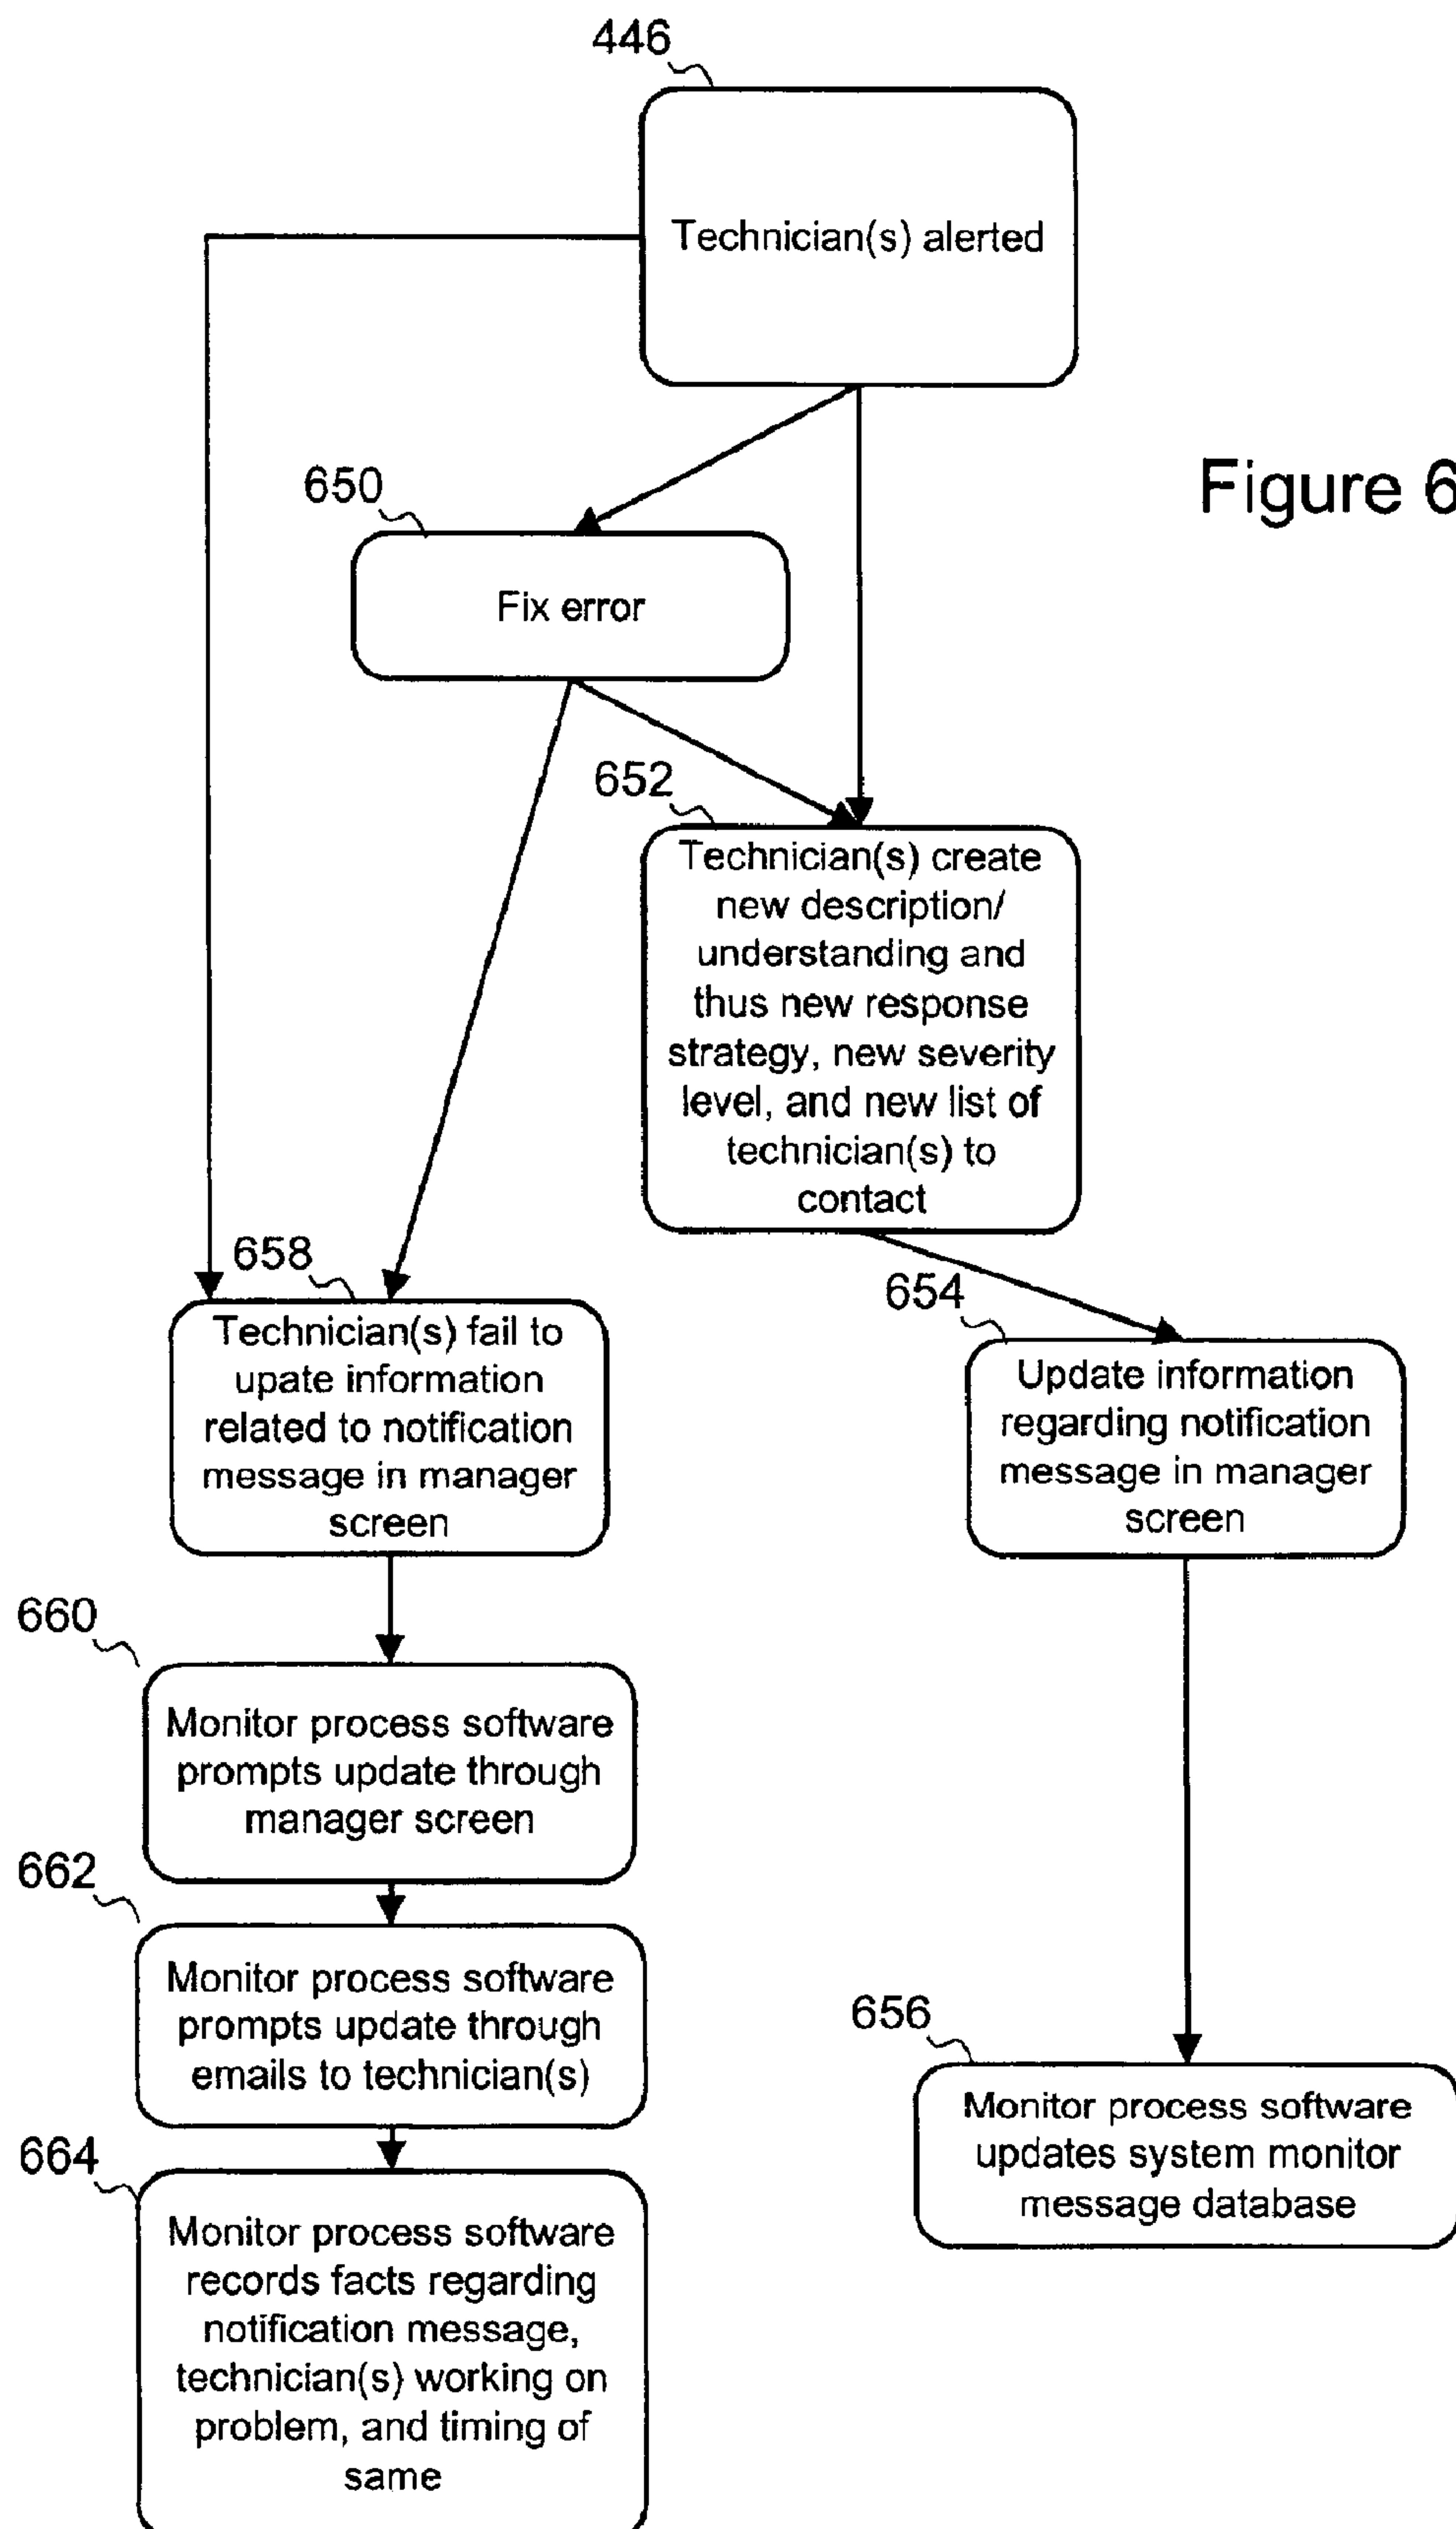 446
Technician(s) alerted
Figure 6
650
Fix error
652
Technician(s) create
new description/
understanding and
thus new response
strategy, new severity
level, and new list of
technician(s) to
contact
658
Technician(s) fail to
upate information
related to notification
message in manager
screen
654
Update information
regarding notification
message in manager
screen
660
Monitor process software
prompts update through
manager screen
662
Monitor process software
prompts update through
emails to technician(s)
656
Monitor process software
updates system monitor
message database
664
Monitor process software
records facts regarding
notification message,
technician(s) working on
problem, and timing of
same